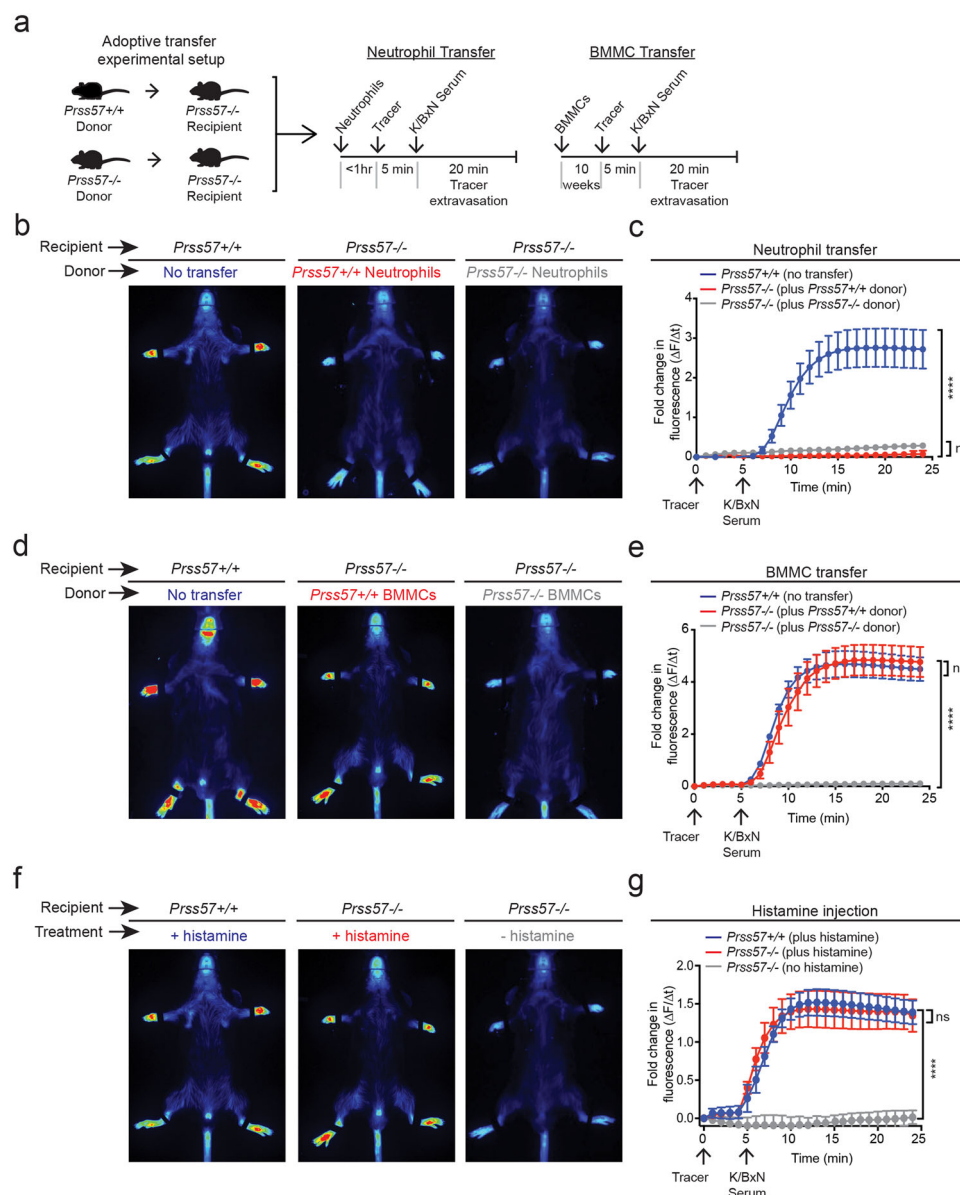 a
Adoptive transfer
experimental setup
Prss57+/+
Donor
Prss57-/-
Recipient
Prss57-/-
Donor
Prss57-/-
Recipient
Neutrophil Transfer
Neutrophils
Tracer
K/BxN Serum
<1hr
5 min
20 min
Tracer
extravasation
BMMC Transfer
BMMCs
Tracer
K/BxN Serum
10
weeks
5 min
20 min
Tracer
extravasation
b
Recipient
Prss57+/+
Prss57-/-
Prss57-/-
Donor
No transfer
Prss57+/+ Neutrophils
Prss57-/- Neutrophils
c
Neutrophil transfer
Prss57+/+ (no transfer)
Prss57-/- (plus Prss57+/+ donor)
Prss57-/- (plus Prss57-/- donor)
Fold change in
fluorescence (ΔF/Δt)
4
3
2
1
0
0
5
10
15
20
25
Time (min)
Tracer
K/BxN
Serum
****
n
d
Recipient
Prss57+/+
Prss57-/-
Prss57-/-
Donor
No transfer
Prss57+/+ BMMCs
Prss57-/- BMMCs
e
BMMC transfer
Prss57+/+ (no transfer)
Prss57-/- (plus Prss57+/+ donor)
Prss57-/- (plus Prss57-/- donor)
Fold change in
fluorescence (ΔF/Δt)
6
4
2
0
0
5
10
15
20
25
Time (min)
Tracer
K/BxN
Serum
n
****
f
Recipient
Prss57+/+
Prss57-/-
Prss57-/-
Treatment
+ histamine
+ histamine
- histamine
g
Histamine injection
Prss57+/+ (plus histamine)
Prss57-/- (plus histamine)
Prss57-/- (no histamine)
Fold change in
fluorescence (ΔF/Δt)
2.0
1.5
1.0
0.5
0.0
0
5
10
15
20
25
Time (min)
Tracer
K/BxN
Serum
ns
****